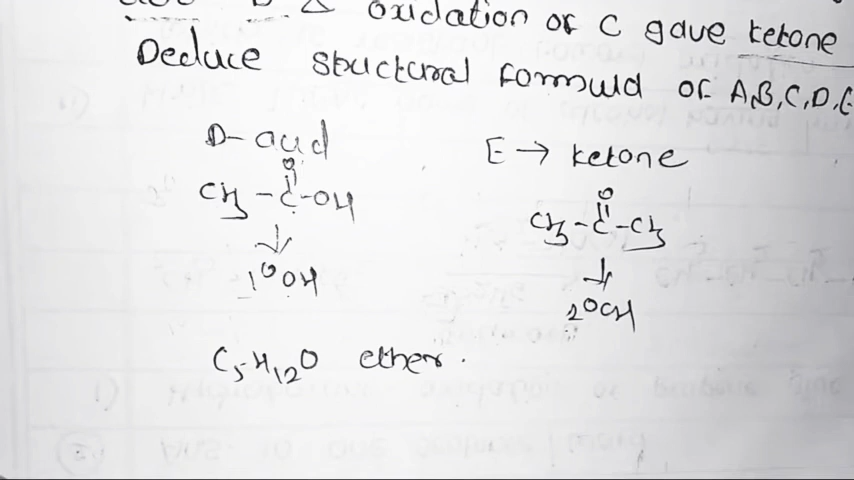 D. Δ oxidation of C gave ketone
Deduce structural formula of A,B,C,D,E
D- acid
E → ketone
O
CH3 - C - OH
O
CH3 - C - CH3
↓
1° OH
↓
2° OH
C5H12O ether.